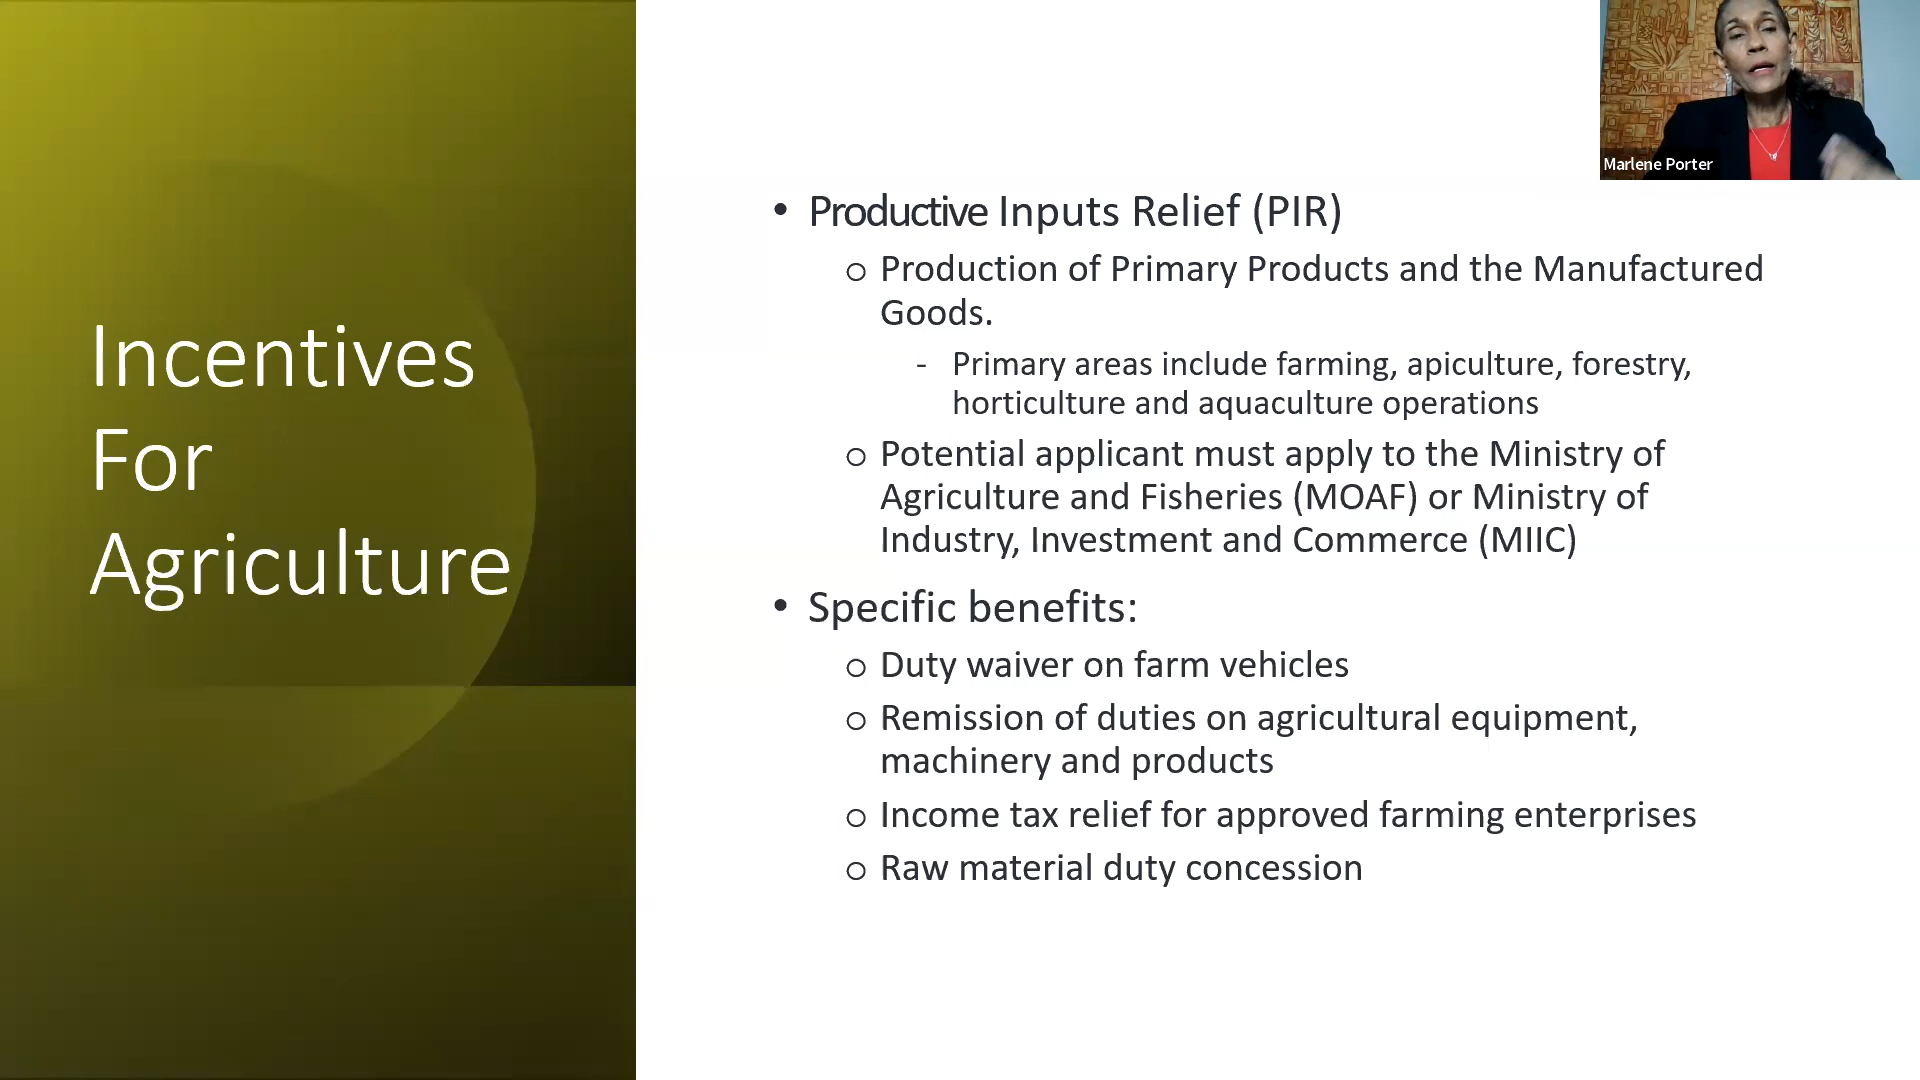 Incentives
For
Agriculture
Marlene Porter
• Productive Inputs Relief (PIR)
o Production of Primary Products and the Manufactured
Goods.
- Primary areas include farming, apiculture, forestry,
horticulture and aquaculture operations
o Potential applicant must apply to the Ministry of
Agriculture and Fisheries (MOAF) or Ministry of
Industry, Investment and Commerce (MIIC)
• Specific benefits:
o Duty waiver on farm vehicles
o Remission of duties on agricultural equipment,
machinery and products
o Income tax relief for approved farming enterprises
o Raw material duty concession